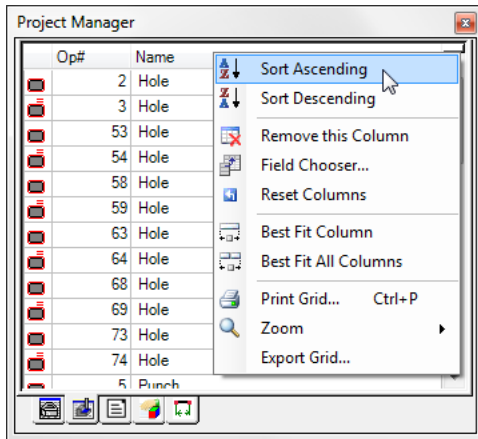 Project Manager
Op# Name
2 Hole
3 Hole
53 Hole
54 Hole
58 Hole
59 Hole
63 Hole
64 Hole
68 Hole
69 Hole
73 Hole
74 Hole
5 Punch
Sort Ascending
Sort Descending
Remove this Column
Field Chooser...
Reset Columns
Best Fit Column
Best Fit All Columns
Print Grid... Ctrl+P
Zoom
Export Grid...